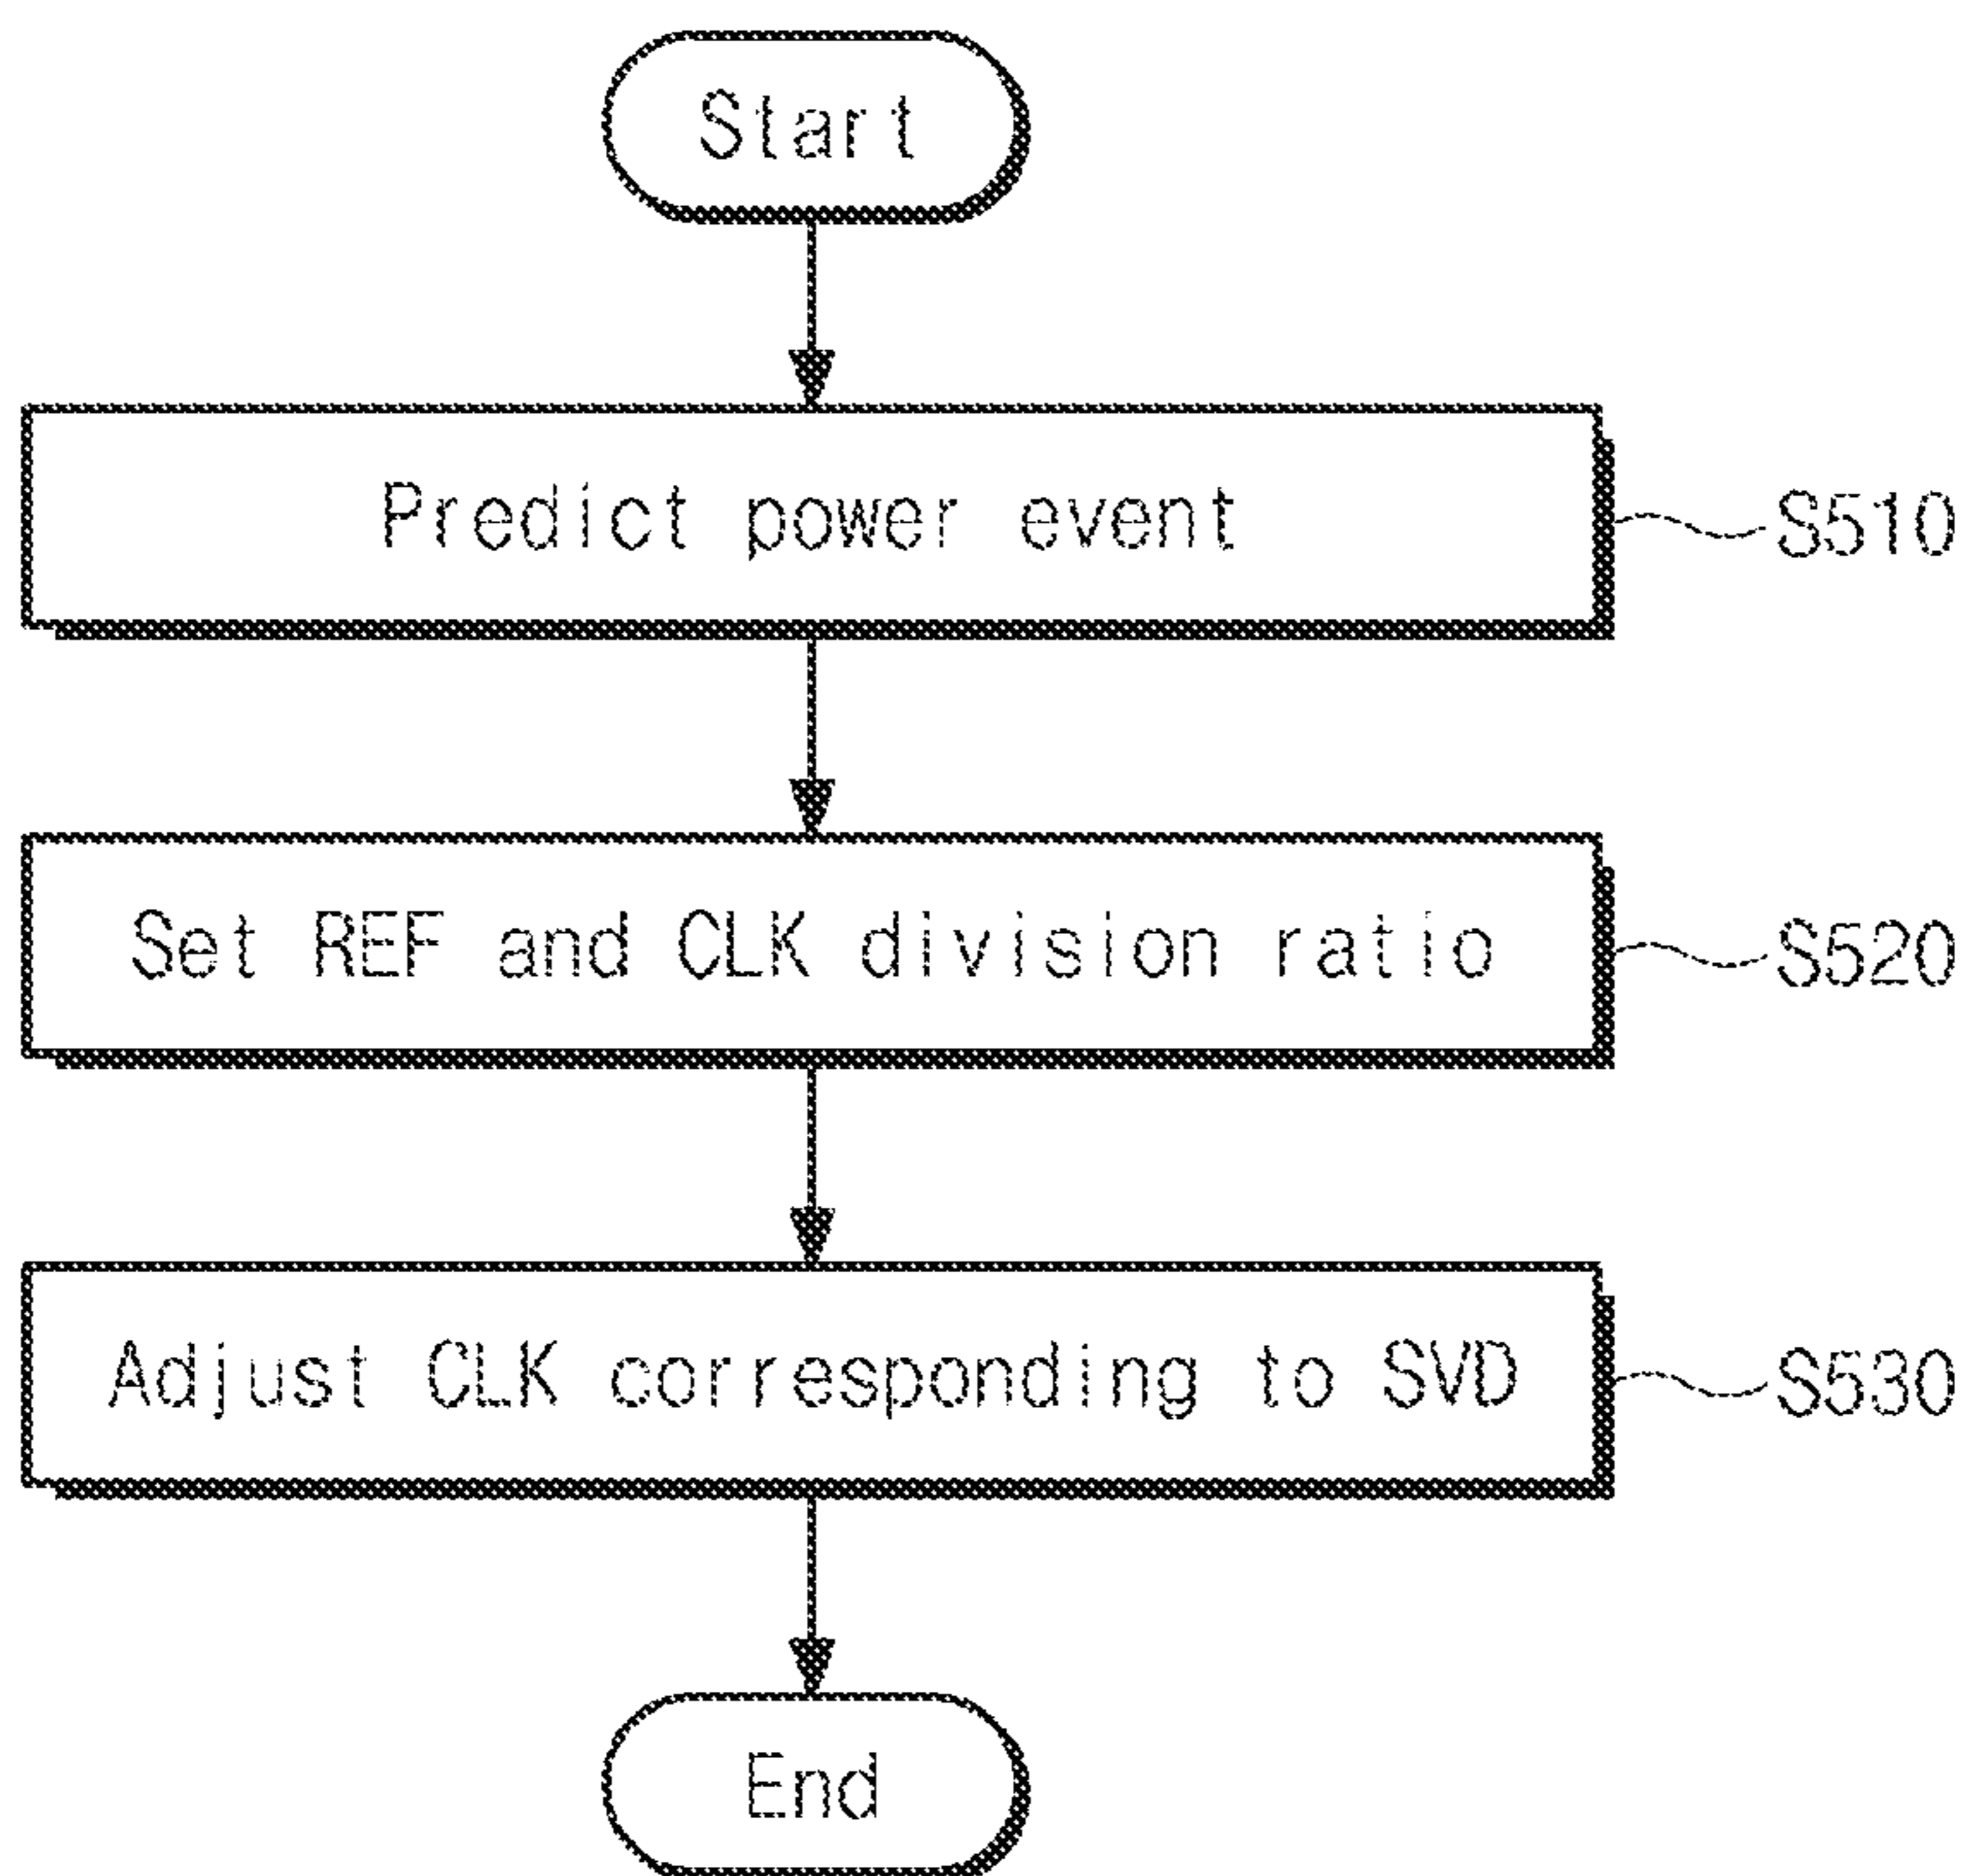 Start
Predict power event
S510
Set REF and CLK division ratio
S520
Adjust CLK corresponding to SVD
S530
End